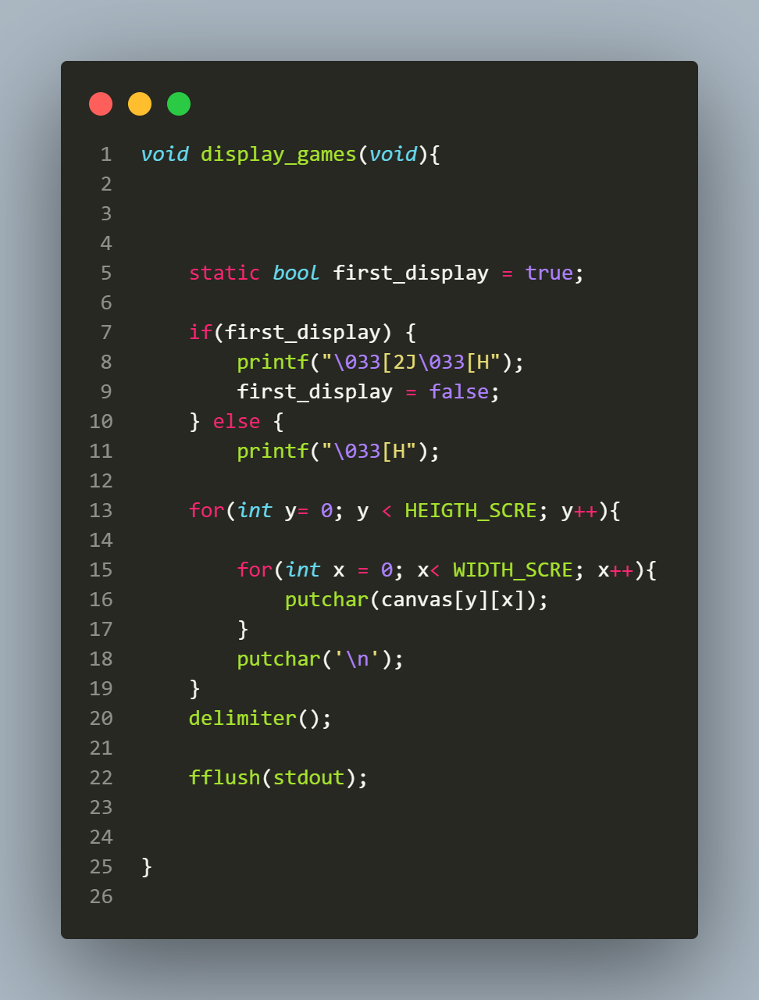 1 void display_games(void){
2
3
4
5     static bool first_display = true;
6
7     if(first_display) {
8         printf("\033[2J\033[H");
9         first_display = false;
10     } else {
11         printf("\033[H");
12
13     for(int y= 0; y < HEIGTH_SCRE; y++){
14
15         for(int x = 0; x< WIDTH_SCRE; x++){
16             putchar(canvas[y][x]);
17         }
18         putchar('\n');
19     }
20     delimiter();
21
22     fflush(stdout);
23
24
25 }
26